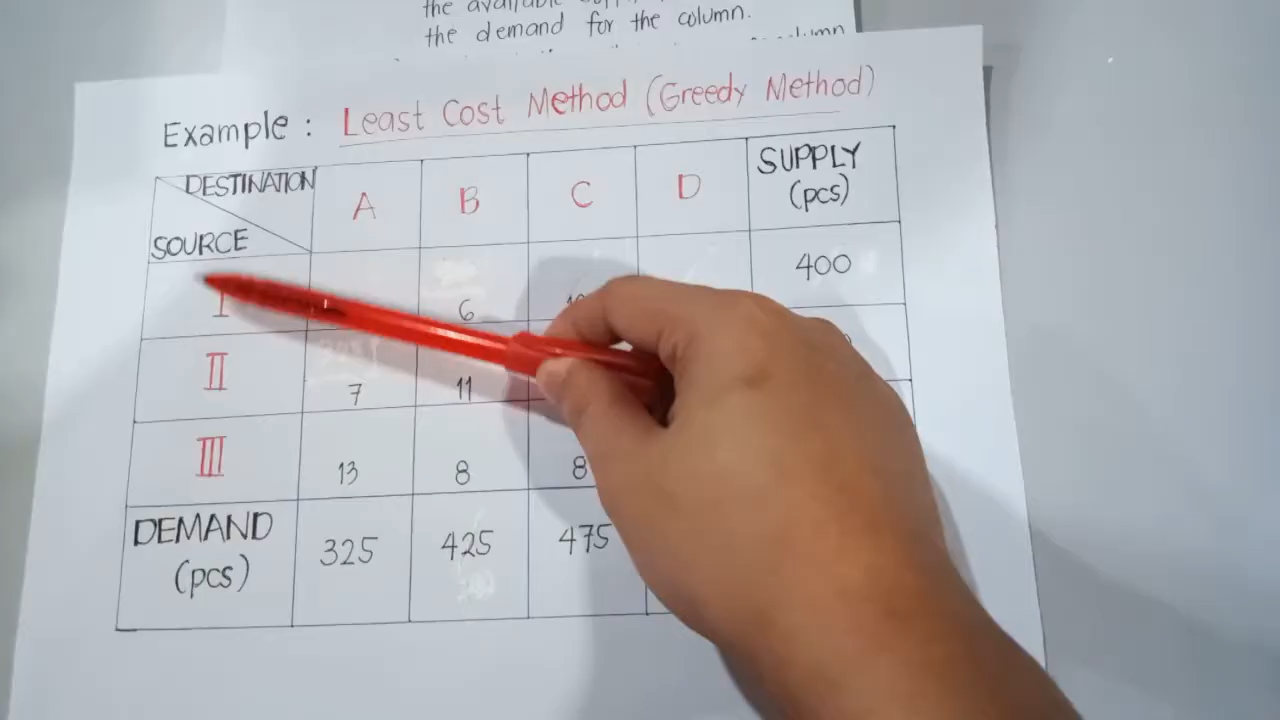 the
the demand for the column.
Example : Least Cost Method (Greedy Method)
DESTINATION
SOURCE
A B C D SUPPLY (pcs)
I 6 400
II 7 11
III 13 8 8
DEMAND (pcs) 325 425 475